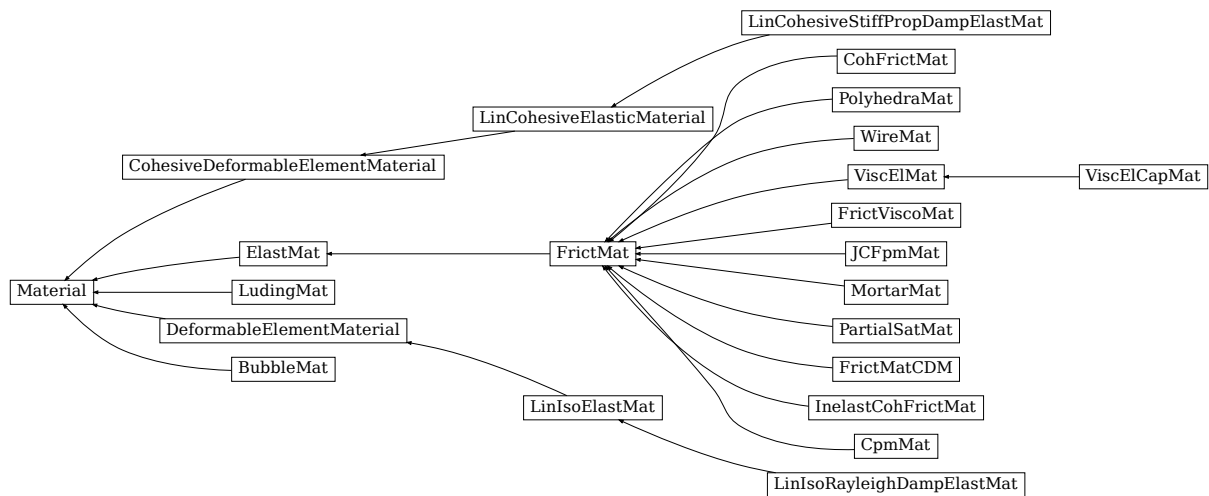 LinCohesiveStiffPropDampElastMat
CohFrictMat
PolyhedraMat
LinCohesiveElasticMaterial
WireMat
CohesiveDeformableElementMaterial
ViscElMat
ViscElCapMat
FrictViscoMat
ElastMat
FrictMat
JCFpmMat
Material
LudingMat
MortarMat
DeformableElementMaterial
PartialSatMat
BubbleMat
FrictMatCDM
LinIsoElastMat
InelastCohFrictMat
CpmMat
LinIsoRayleighDampElastMat